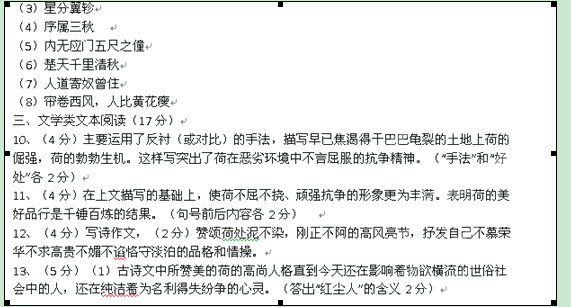 （3）星分翼轸
（4）序属三秋
（5）内无应门五尺之僮
（6）楚天千里清秋
（7）人道寄奴曾住
（8）帘卷西风，人比黄花瘦
三、文学类文本阅读（17分）
10、（4分）主要运用了反衬（或对比）的手法，描写早已焦渴得干巴巴龟裂的土地上荷的
倔强，荷的勃勃生机。这样写突出了荷在恶劣环境中不言屈服的抗争精神。（“手法”和“好
处”各2分）
11、（4分）在上文描写的基础上，使荷不屈不挠、顽强抗争的形象更为丰满。表明荷的美
好品行是千锤百炼的结果。（句号前后内容各2分）
12、（4分）写诗作文，（2分）赞颂荷处泥不染，刚正不阿的高风亮节，抒发自己不慕荣
华不求高贵不媚不谄恪守淡泊的品格和情操。
13、（5分）（1）古诗文中所赞美的荷的高尚人格直到今天还在影响着物欲横流的世俗社
会中的人，还在纯洁着为名利得失纷争的心灵。（答出“红尘人”的含义2分）